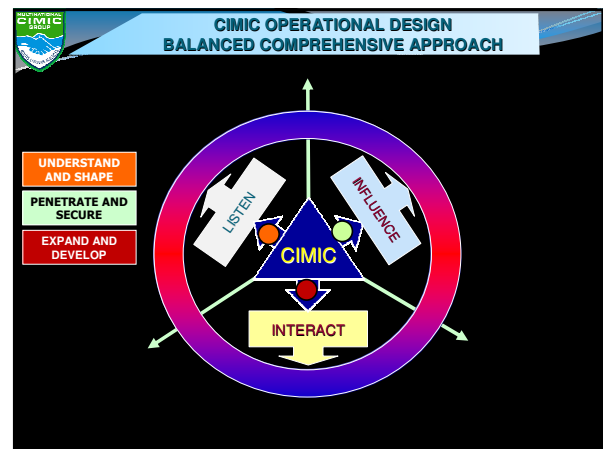 MULTINATIONAL
CIMIC
GROUP
CIMIC OPERATIONAL DESIGN
BALANCED COMPREHENSIVE APPROACH
UNDERSTAND
AND SHAPE
PENETRATE AND
SECURE
EXPAND AND
DEVELOP
LISTEN
INFLUENCE
CIMIC
INTERACT